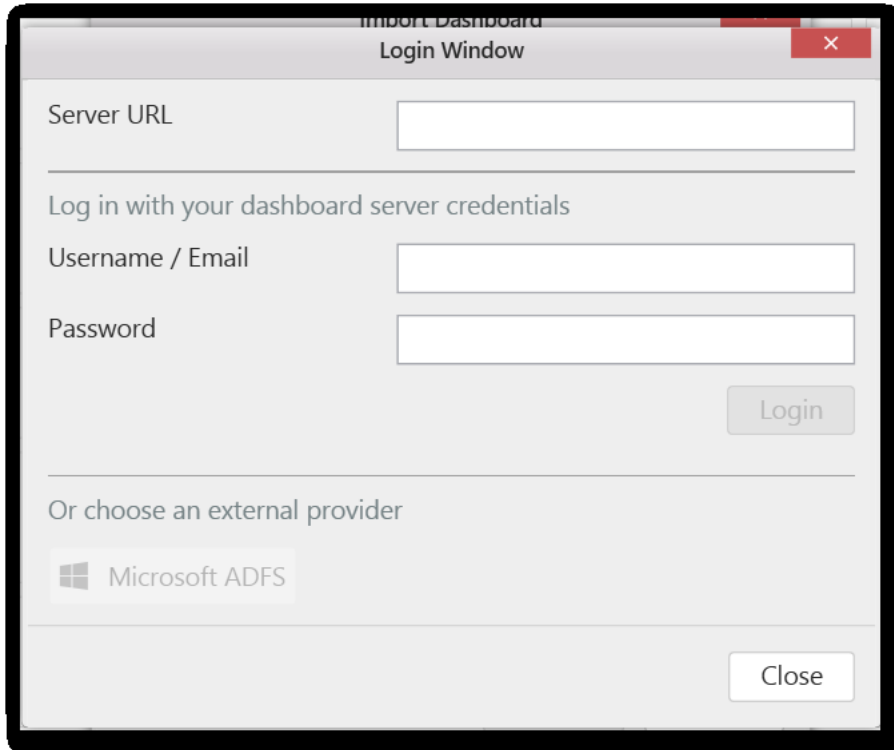 Import Dashboard
Login Window
Server URL
Log in with your dashboard server credentials
Username / Email
Password
Login
Or choose an external provider
Microsoft ADFS
Close